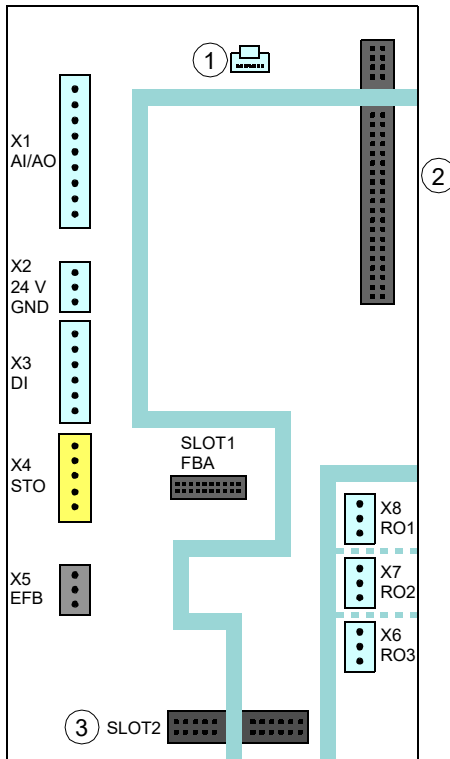 1
X1
AI/AO
2
X2
24 V
GND
X3
DI
SLOT1
FBA
X4
STO
X8
RO1
X5
EFB
X7
RO2
X6
RO3
3 SLOT2